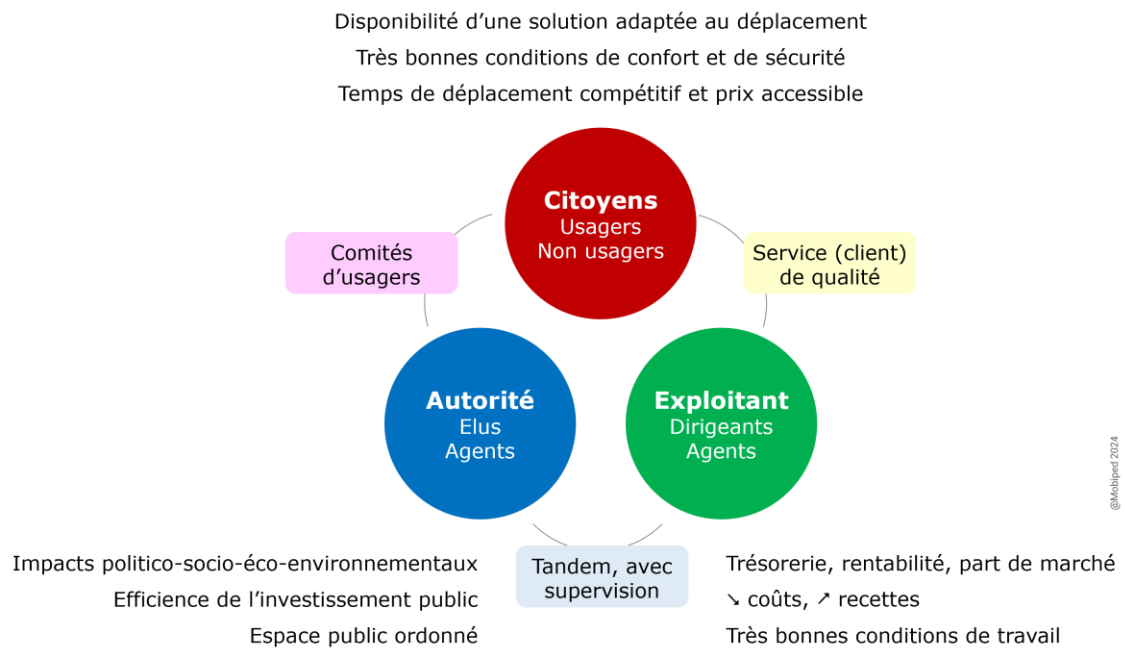 Disponibilité d’une solution adaptée au déplacement
Très bonnes conditions de confort et de sécurité
Temps de déplacement compétitif et prix accessible
Citoyens
Usagers
Non usagers
Comités
d’usagers
Service (client)
de qualité
Autorité
Elus
Agents
Exploitant
Dirigeants
Agents
@Mobiped 2024
Impacts politico-socio-éco-environnementaux
Efficience de l’investissement public
Espace public ordonné
Tandem, avec
supervision
Trésorerie, rentabilité, part de marché
↘ coûts, ↗ recettes
Très bonnes conditions de travail